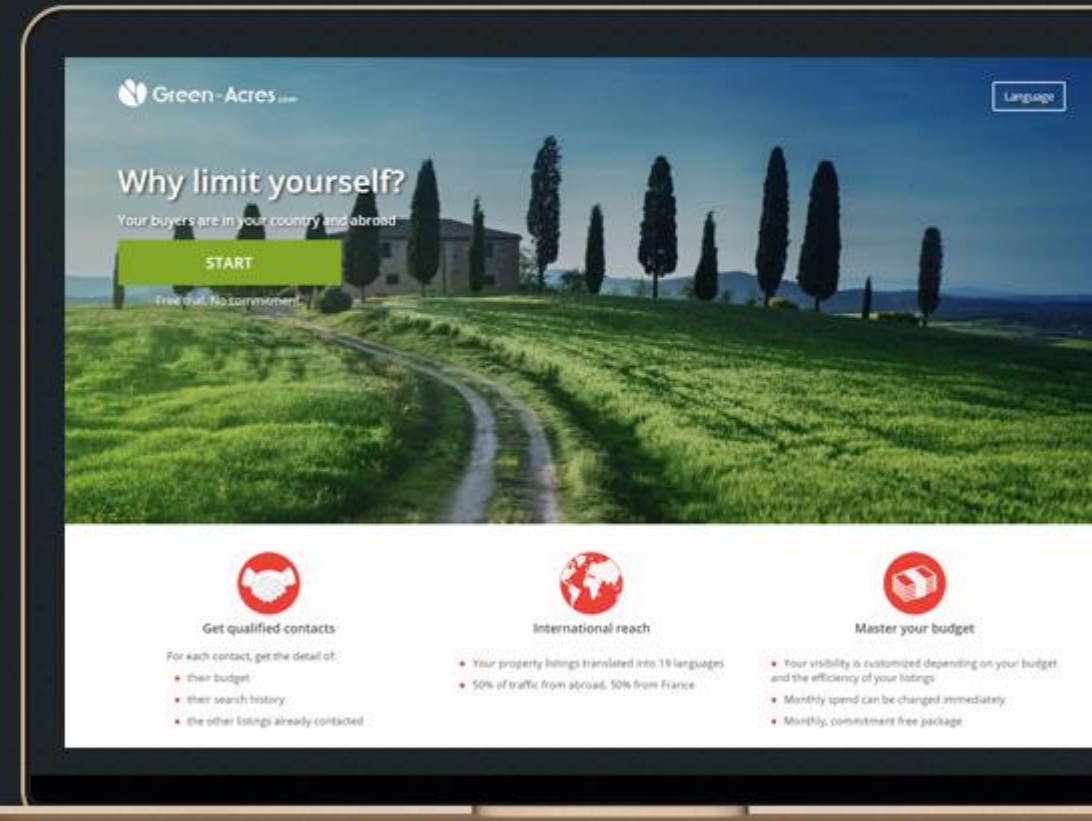 Green-Acres.com
Language
Why limit yourself?
Your buyers are in your country and abroad
START
Free trial. No commitment.
Get qualified contacts
For each contact, get the detail of:
their budget
their search history
the other listings already contacted
International reach
Your property listings translated into 19 languages
50% of traffic from abroad, 50% from France
Master your budget
Your visibility is customized depending on your budget
and the efficiency of your listings
Monthly spend can be changed immediately
Monthly, commitment free package